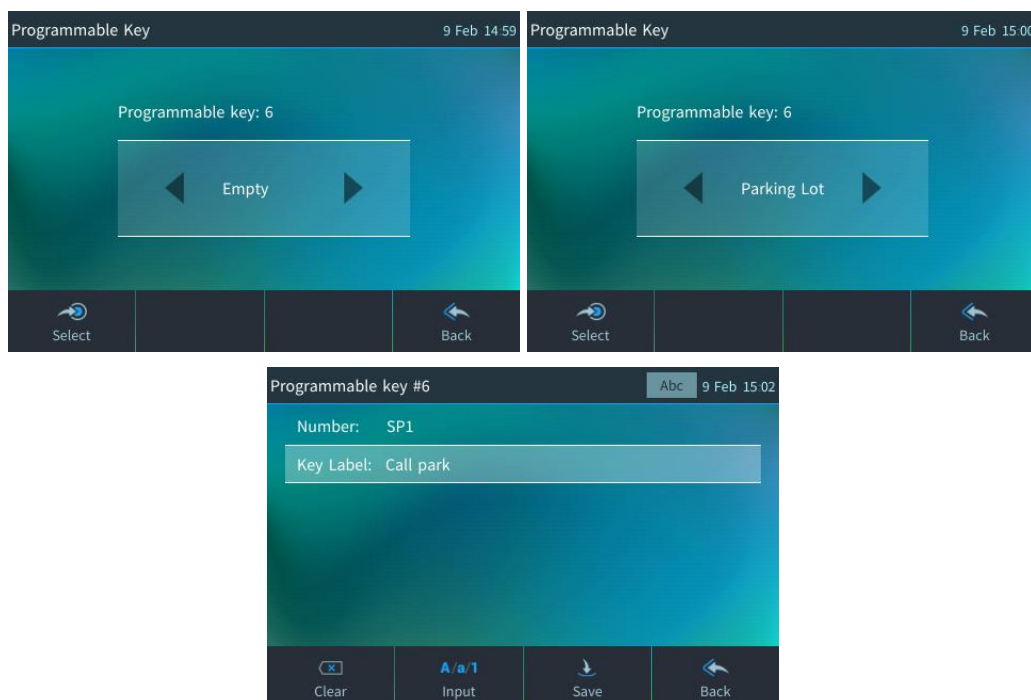 Programmable Key 9 Feb 14:59
Programmable key: 6
Empty
Select Back
Programmable Key 9 Feb 15:00
Programmable key: 6
Parking Lot
Select Back
Programmable key #6 Abc 9 Feb 15:02
Number: SP1
Key Label: Call park
A/a/1
Clear Input Save Back